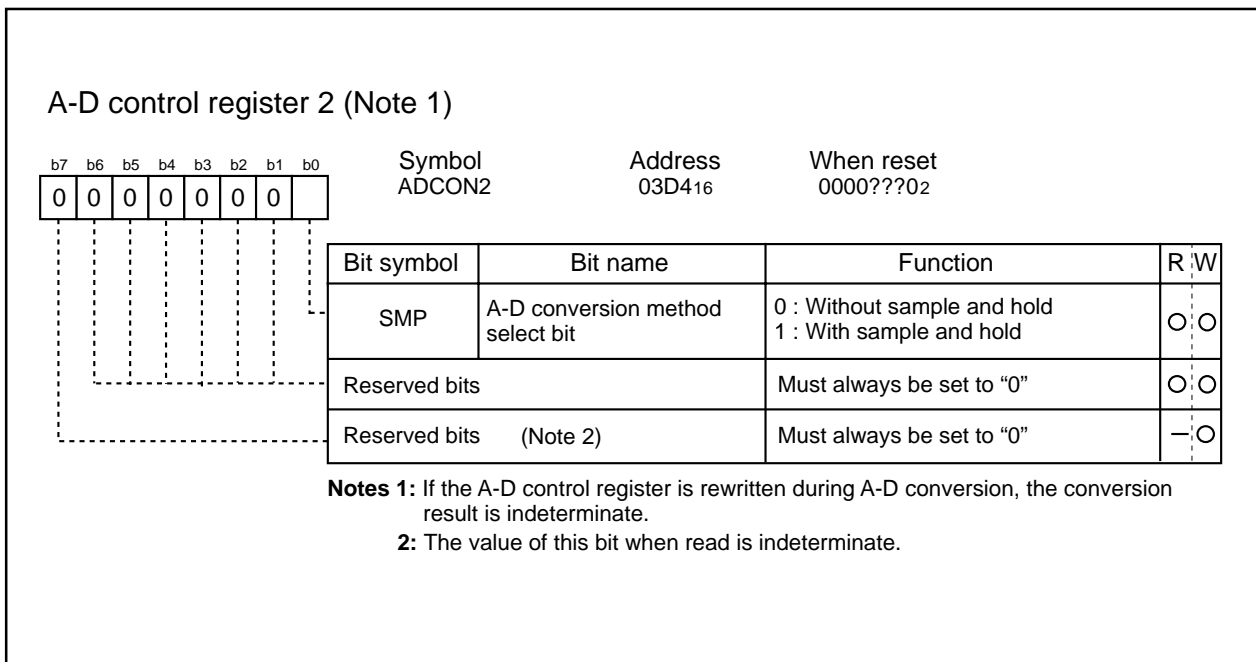 A-D control register 2 (Note 1)
b7 b6 b5 b4 b3 b2 b1 b0
0 0 0 0 0 0 0
Symbol Address When reset
ADCON2 03D416 0000???02
Bit symbol Bit name Function R W
SMP A-D conversion method select bit 0 : Without sample and hold
1 : With sample and hold
Reserved bits Must always be set to “0”
Reserved bits (Note 2) Must always be set to “0” –
Notes 1: If the A-D control register is rewritten during A-D conversion, the conversion
result is indeterminate.
2: The value of this bit when read is indeterminate.